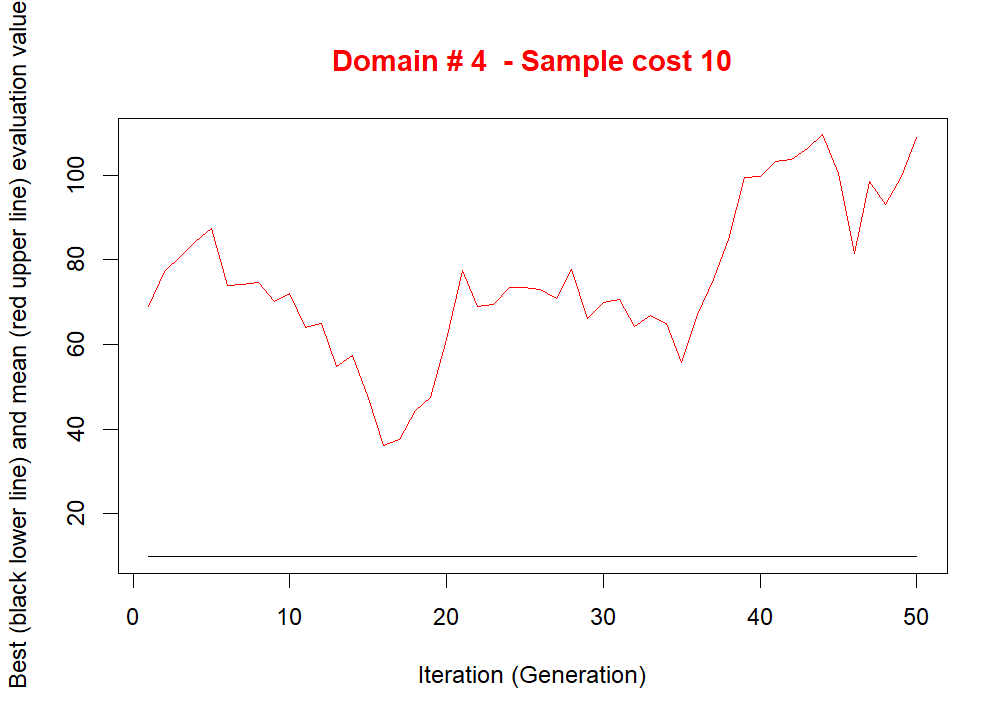 Domain # 4 - Sample cost 10
Best (black lower line) and mean (red upper line) evaluation value
100
80
60
40
20
0 10 20 30 40 50
Iteration (Generation)